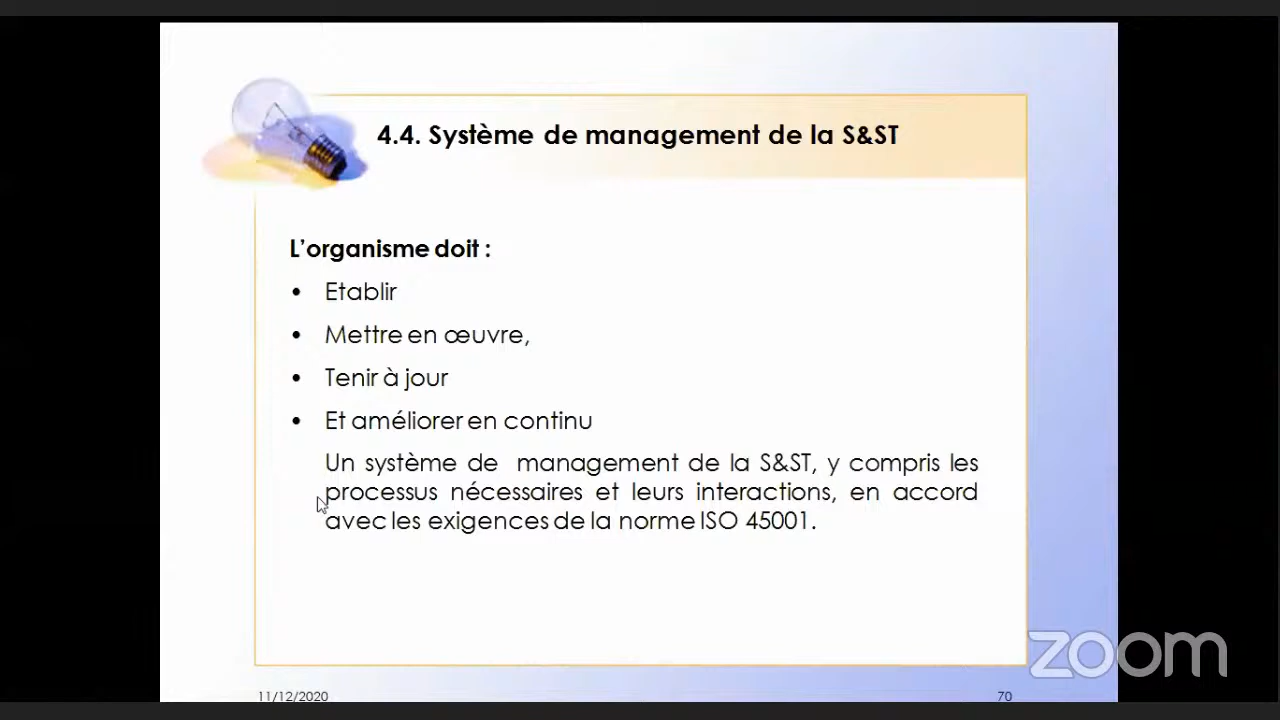 4.4. Système de management de la S&ST
L'organisme doit :
• Etablir
• Mettre en œuvre,
• Tenir à jour
• Et améliorer en continu
Un système de management de la S&ST, y compris les
processus nécessaires et leurs interactions, en accord
avec les exigences de la norme ISO 45001.
zoom
11/12/2020
70